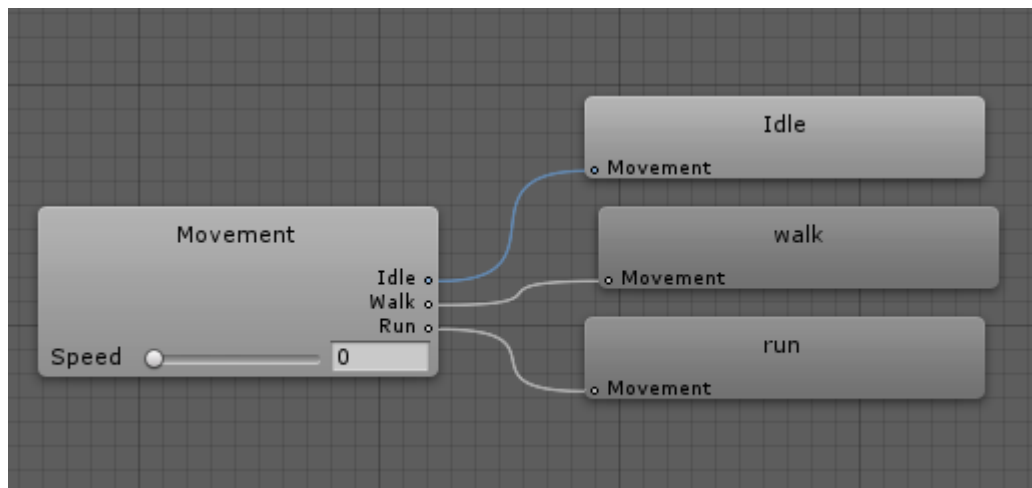 Movement
Idle
Walk
Run
Speed 0
Idle
Movement
walk
Movement
run
Movement